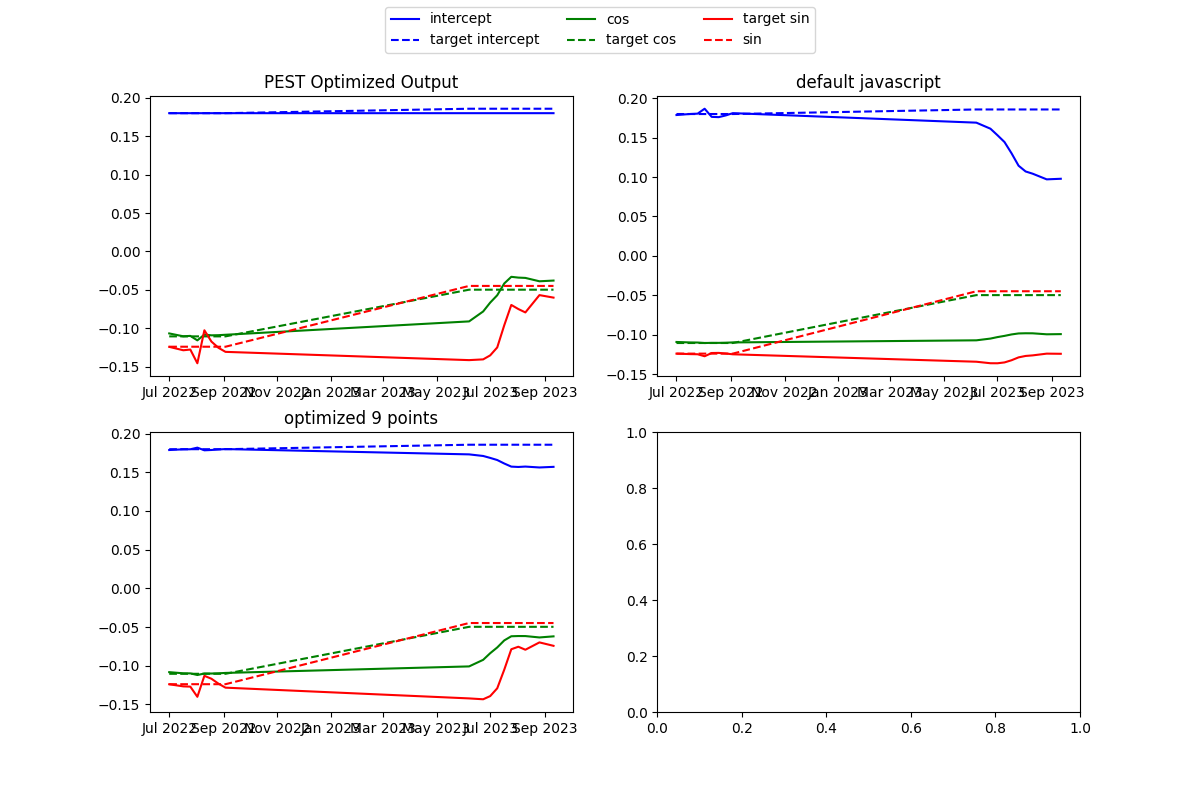 intercept cos target sin
target intercept target cos sin
PEST Optimized Output default javascript
0.20 0.20
0.15 0.15
0.10 0.10
0.05 0.05
0.00 0.00
−0.05 −0.05
−0.10 −0.10
−0.15 −0.15
Jul 2022 Sep 2022 Nov 2022 Jan 2023 Mar 2023 May 2023 Jul 2023 Sep 2023 Jul 2022 Sep 2022 Nov 2022 Jan 2023 Mar 2023 May 2023 Jul 2023 Sep 2023
optimized 9 points
0.20 1.0
0.15 0.8
0.10
0.05 0.6
0.00 0.4
−0.05
−0.10 0.2
−0.15 0.0
Jul 2022 Sep 2022 Nov 2022 Jan 2023 Mar 2023 May 2023 Jul 2023 Sep 2023 0.0 0.2 0.4 0.6 0.8 1.0